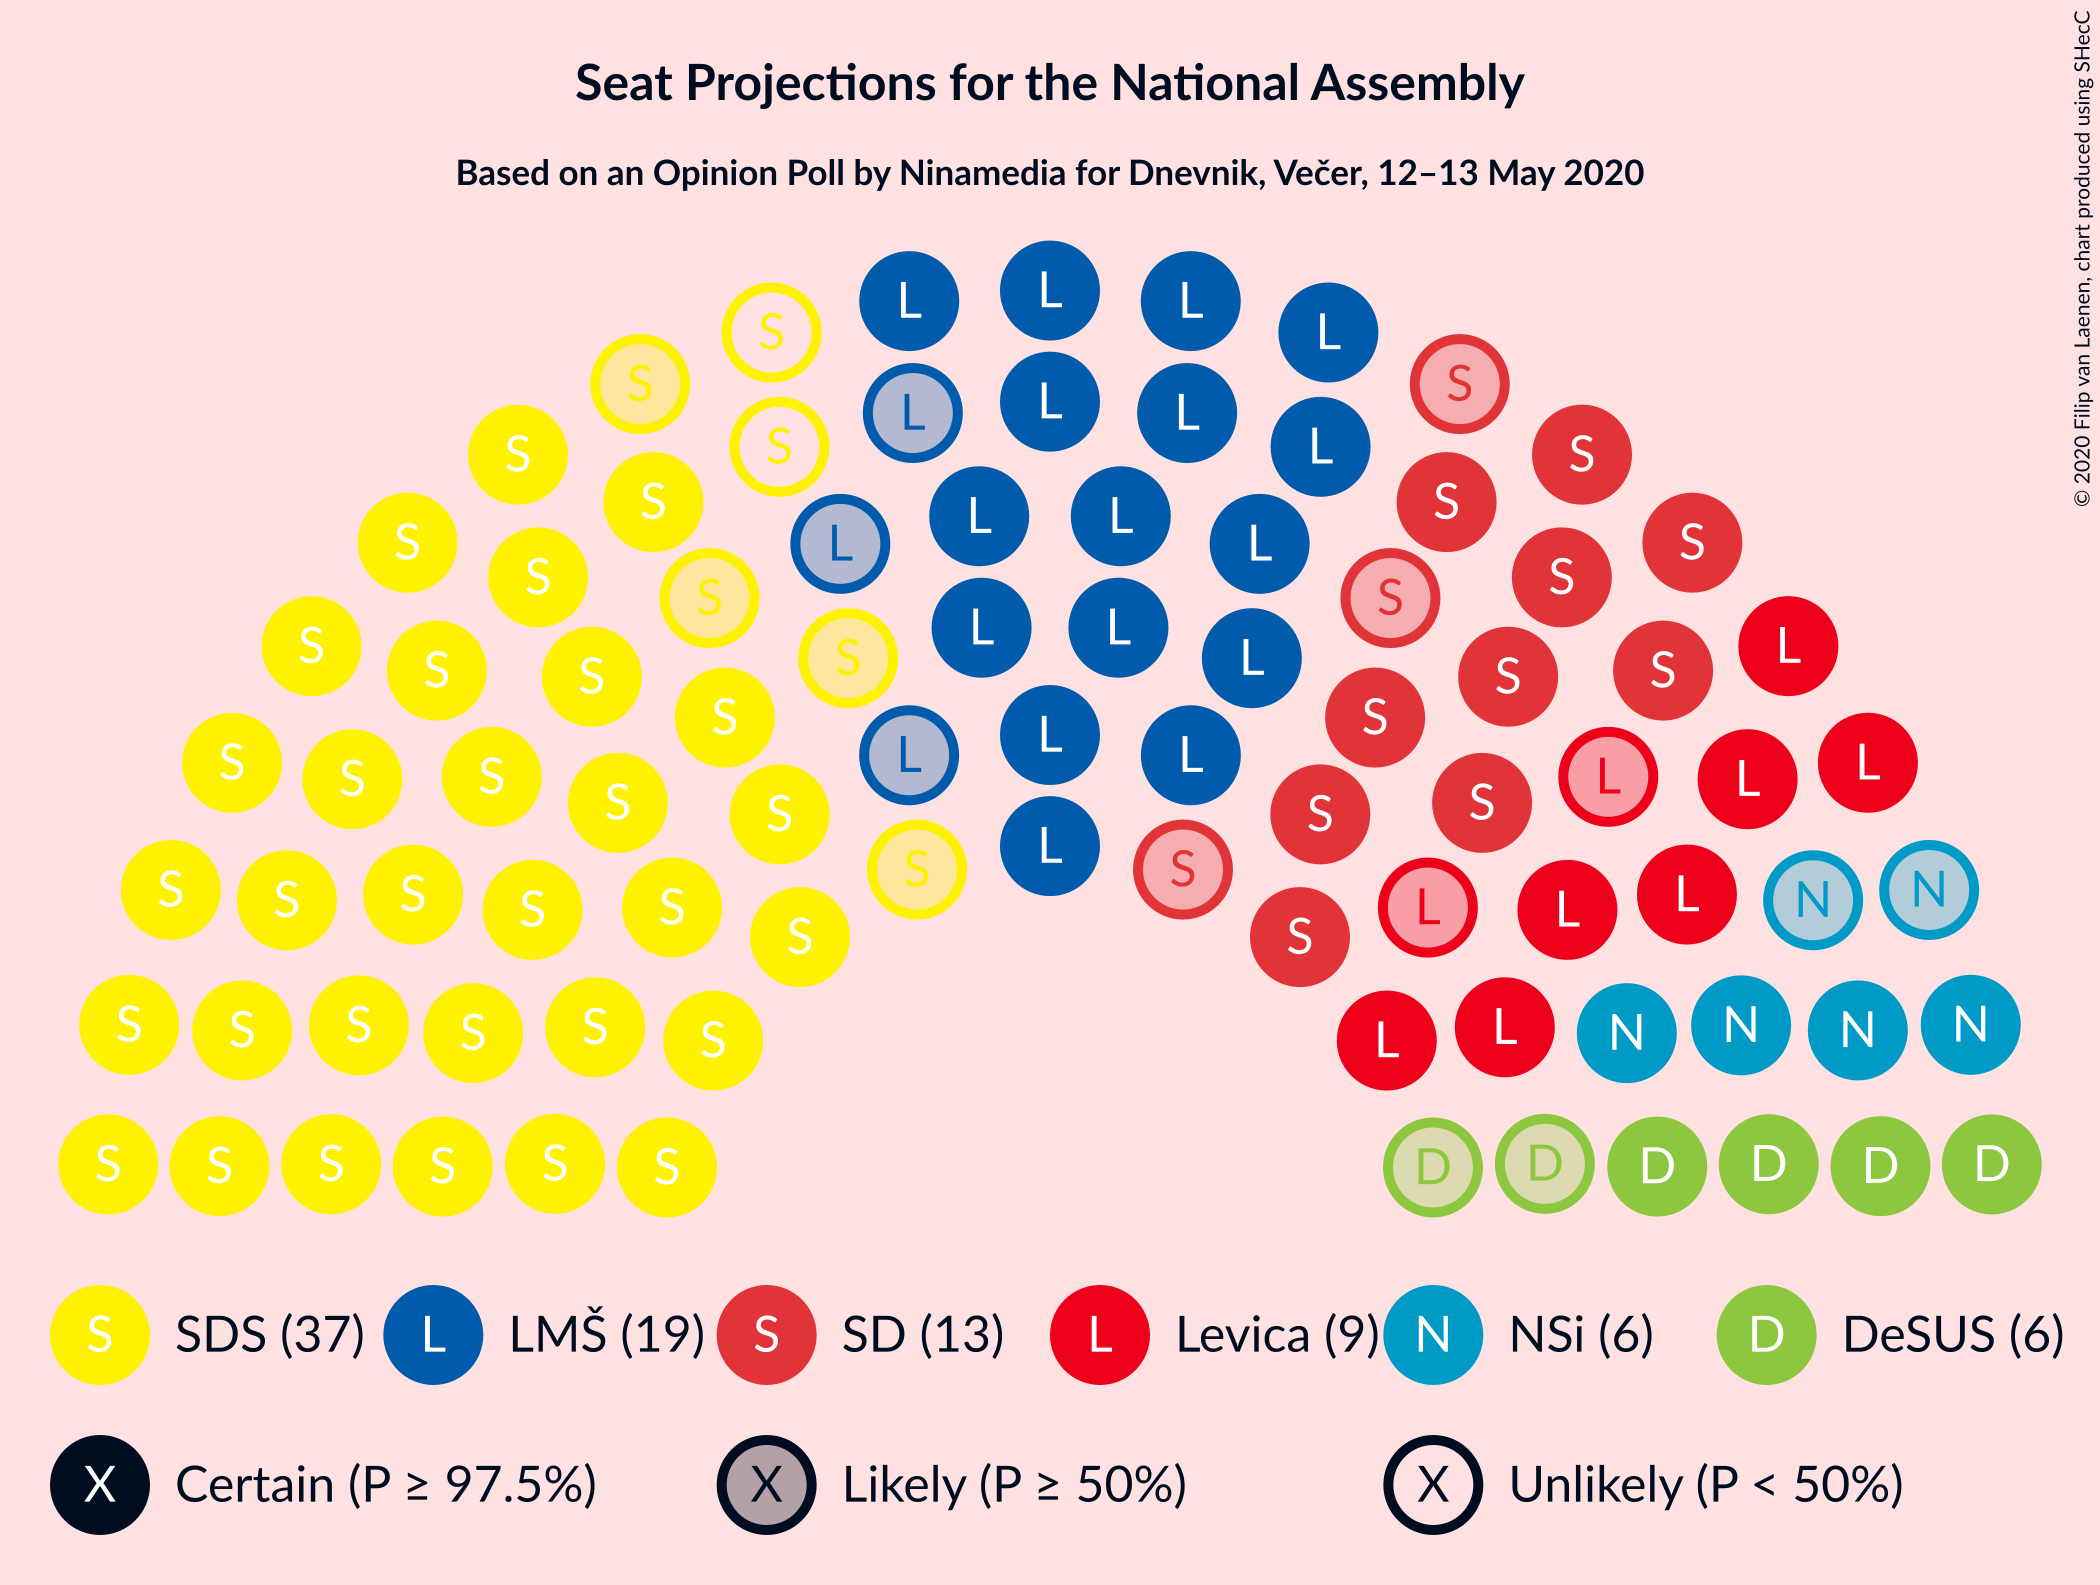 Seat Projections for the National Assembly
Based on an Opinion Poll by Ninamedia for Dnevnik, Večer, 12–13 May 2020
© 2020 Filip van Laenen, chart produced using SHecC
L L L L
S L S
S L L L S
S S L S
S S L L L L S S
S S S S S S
S L L L S S L
S S S S S
S S L L L S L L L
S S S S S S
S S S S S S S L S S L L L L N N
S S S S S S L L N N N N
S S S S S S D D D D D D
S SDS (37) L LMŠ (19) S SD (13) L Levica (9) N NSi (6) D DeSUS (6)
X Certain (P ≥ 97.5%) X Likely (P ≥ 50%) X Unlikely (P < 50%)